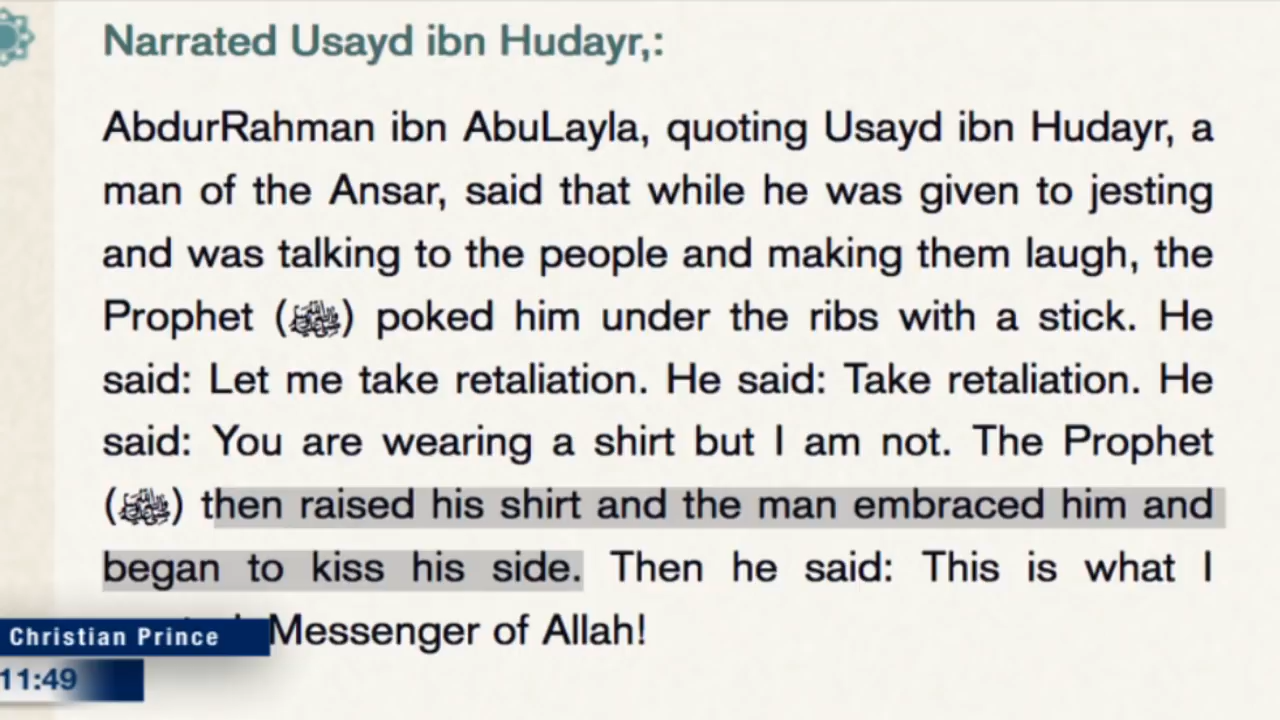 Narrated Usayd ibn Hudayr,:
AbdurRahman ibn AbuLayla, quoting Usayd ibn Hudayr, a
man of the Ansar, said that while he was given to jesting
and was talking to the people and making them laugh, the
Prophet (ﷺ) poked him under the ribs with a stick. He
said: Let me take retaliation. He said: Take retaliation. He
said: You are wearing a shirt but I am not. The Prophet
(ﷺ) then raised his shirt and the man embraced him and
began to kiss his side. Then he said: This is what I
Messenger of Allah!
Christian Prince
11:49